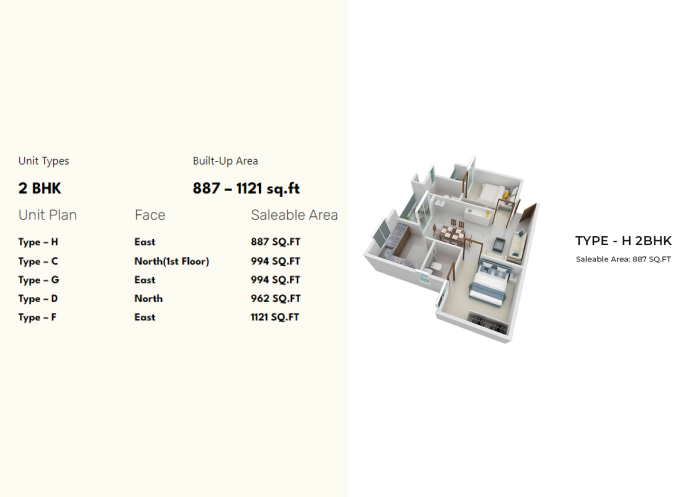 Unit Types Built-Up Area
2 BHK 887 – 1121 sq.ft
Unit Plan Face Saleable Area
Type – H East 887 SQ.FT
Type – C North(1st Floor) 994 SQ.FT
Type – G East 994 SQ.FT
Type – D North 962 SQ.FT
Type – F East 1121 SQ.FT
TYPE - H 2BHK
Saleable Area: 887 SQ.FT